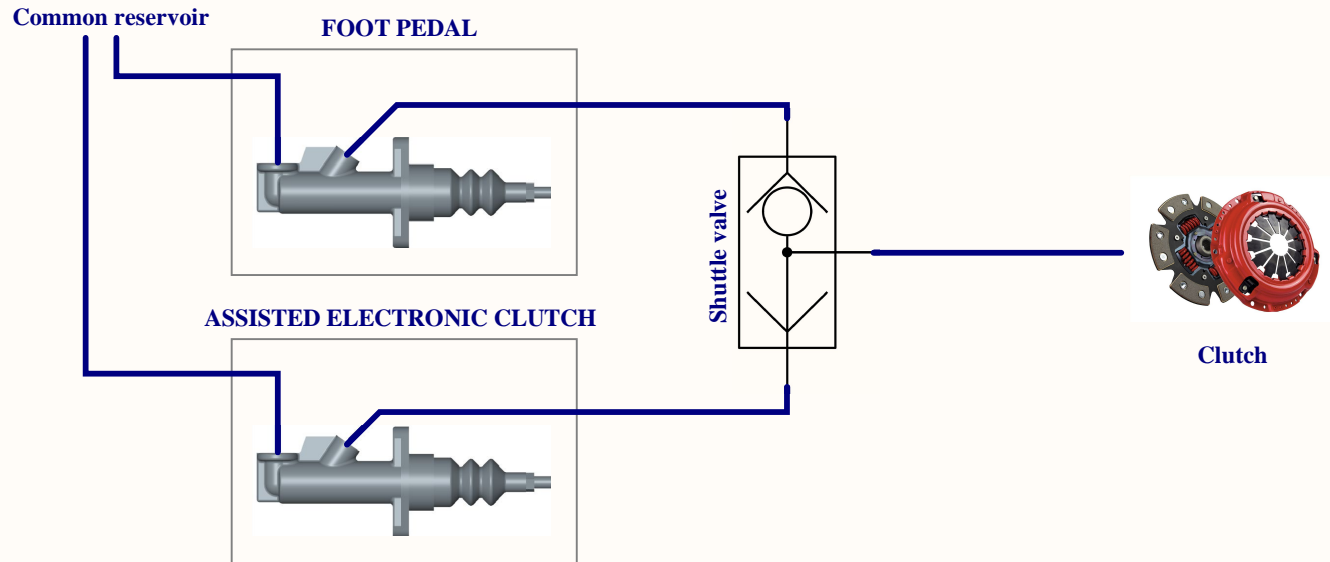 Common reservoir
FOOT PEDAL
Shuttle valve
ASSISTED ELECTRONIC CLUTCH
Clutch